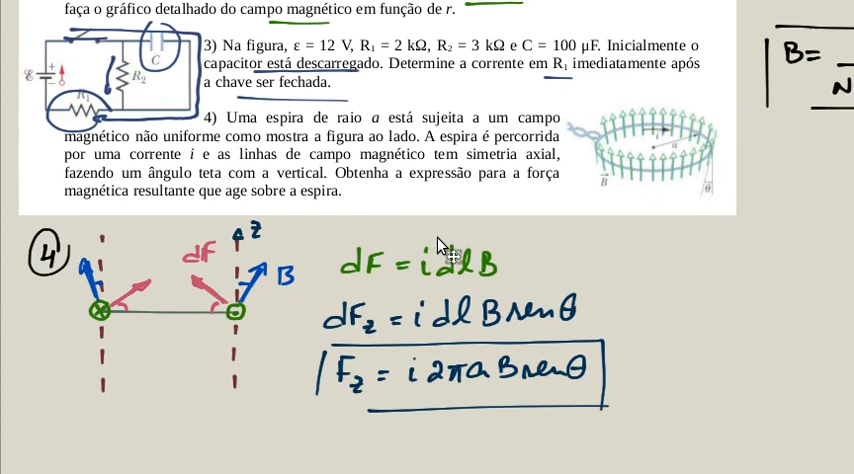 faça o gráfico detalhado do campo magnético em função de r.
3) Na figura, ε = 12 V, R₁ = 2 kΩ, R₂ = 3 kΩ e C = 100 μF. Inicialmente o
capacitor está descarregado. Determine a corrente em R₁ imediatamente após
a chave ser fechada.
ε
C
R₂
R₁
4) Uma espira de raio a está sujeita a um campo
magnético não uniforme como mostra a figura ao lado. A espira é percorrida
por uma corrente i e as linhas de campo magnético tem simetria axial,
fazendo um ângulo teta com a vertical. Obtenha a expressão para a força
magnética resultante que age sobre a espira.
i
a
B
θ
B=
N
4
dF
z
B
dF = i dl B
dF_z = i dl B sen θ
F_z = i 2πa B sen θ